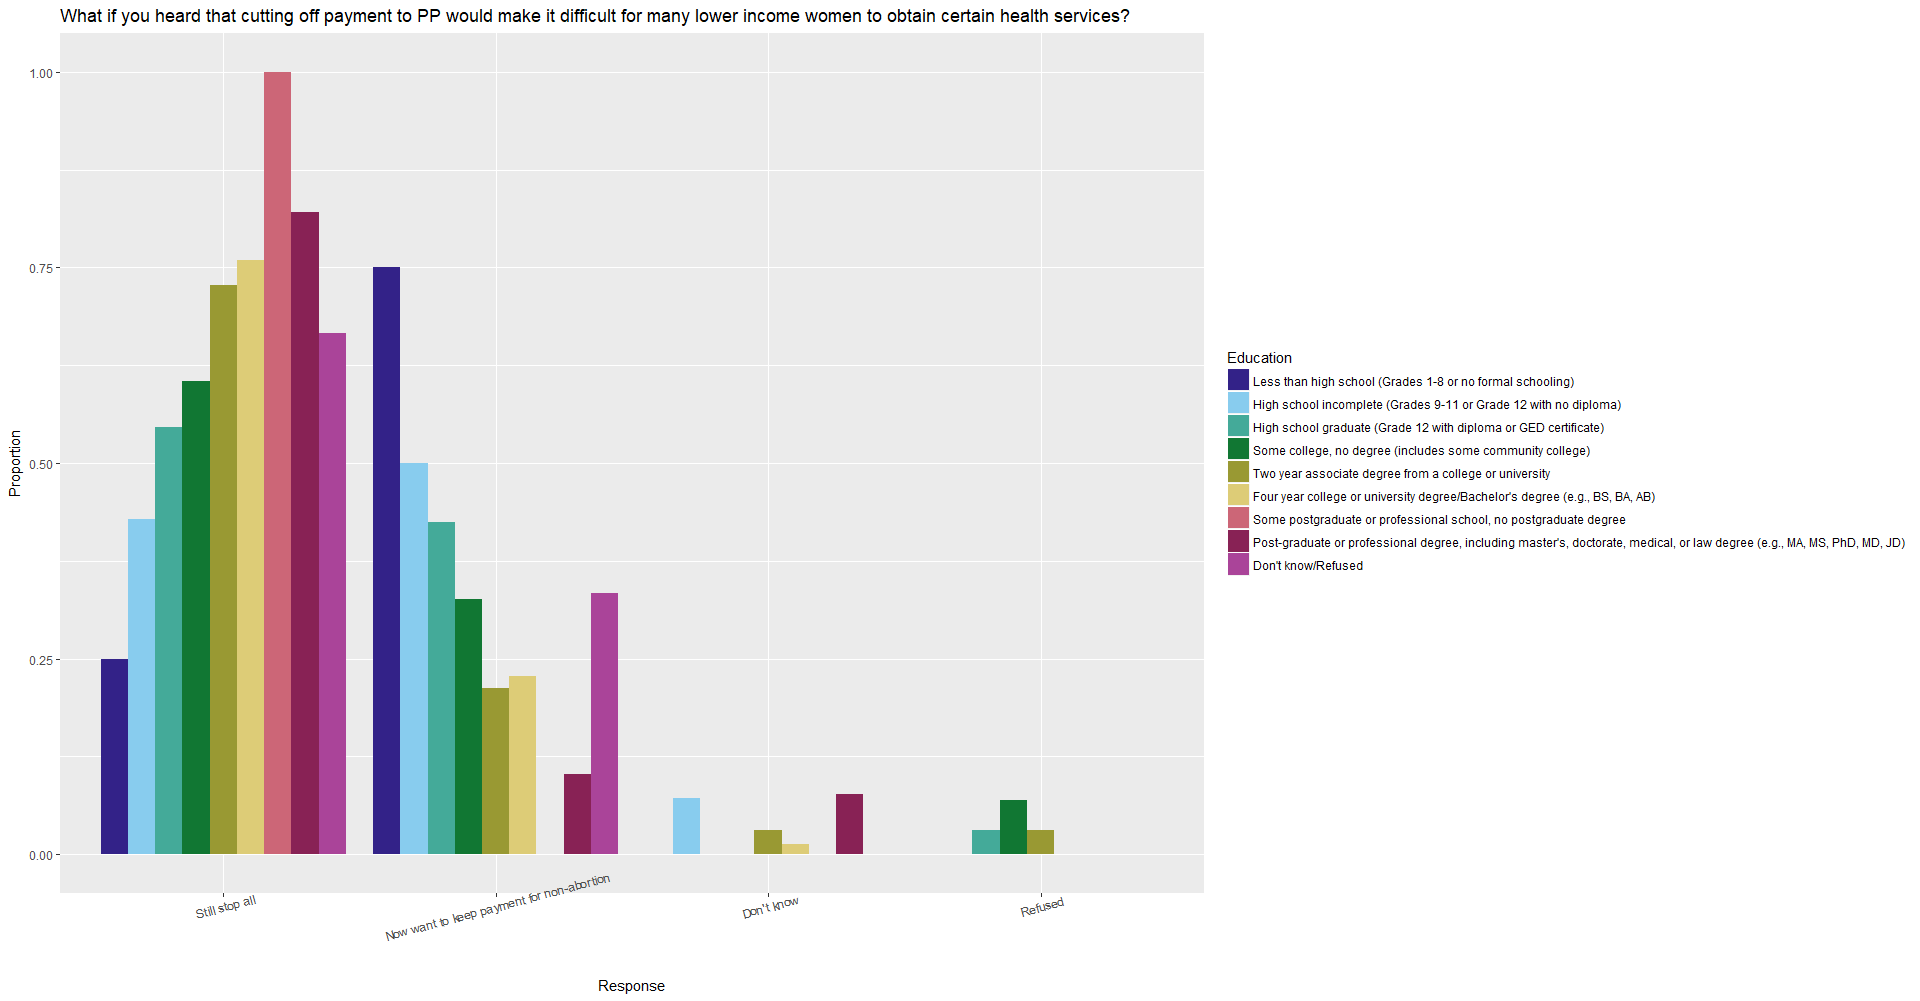 What if you heard that cutting off payment to PP would make it difficult for many lower income women to obtain certain health services?
1.00
0.75
0.50
0.25
0.00
Proportion
Still stop all
Now want to keep payment for non-abortion
Don't know
Refused
Response
Education
Less than high school (Grades 1-8 or no formal schooling)
High school incomplete (Grades 9-11 or Grade 12 with no diploma)
High school graduate (Grade 12 with diploma or GED certificate)
Some college, no degree (includes some community college)
Two year associate degree from a college or university
Four year college or university degree/Bachelor's degree (e.g., BS, BA, AB)
Some postgraduate or professional school, no postgraduate degree
Post-graduate or professional degree, including master's, doctorate, medical, or law degree (e.g., MA, MS, PhD, MD, JD)
Don't know/Refused